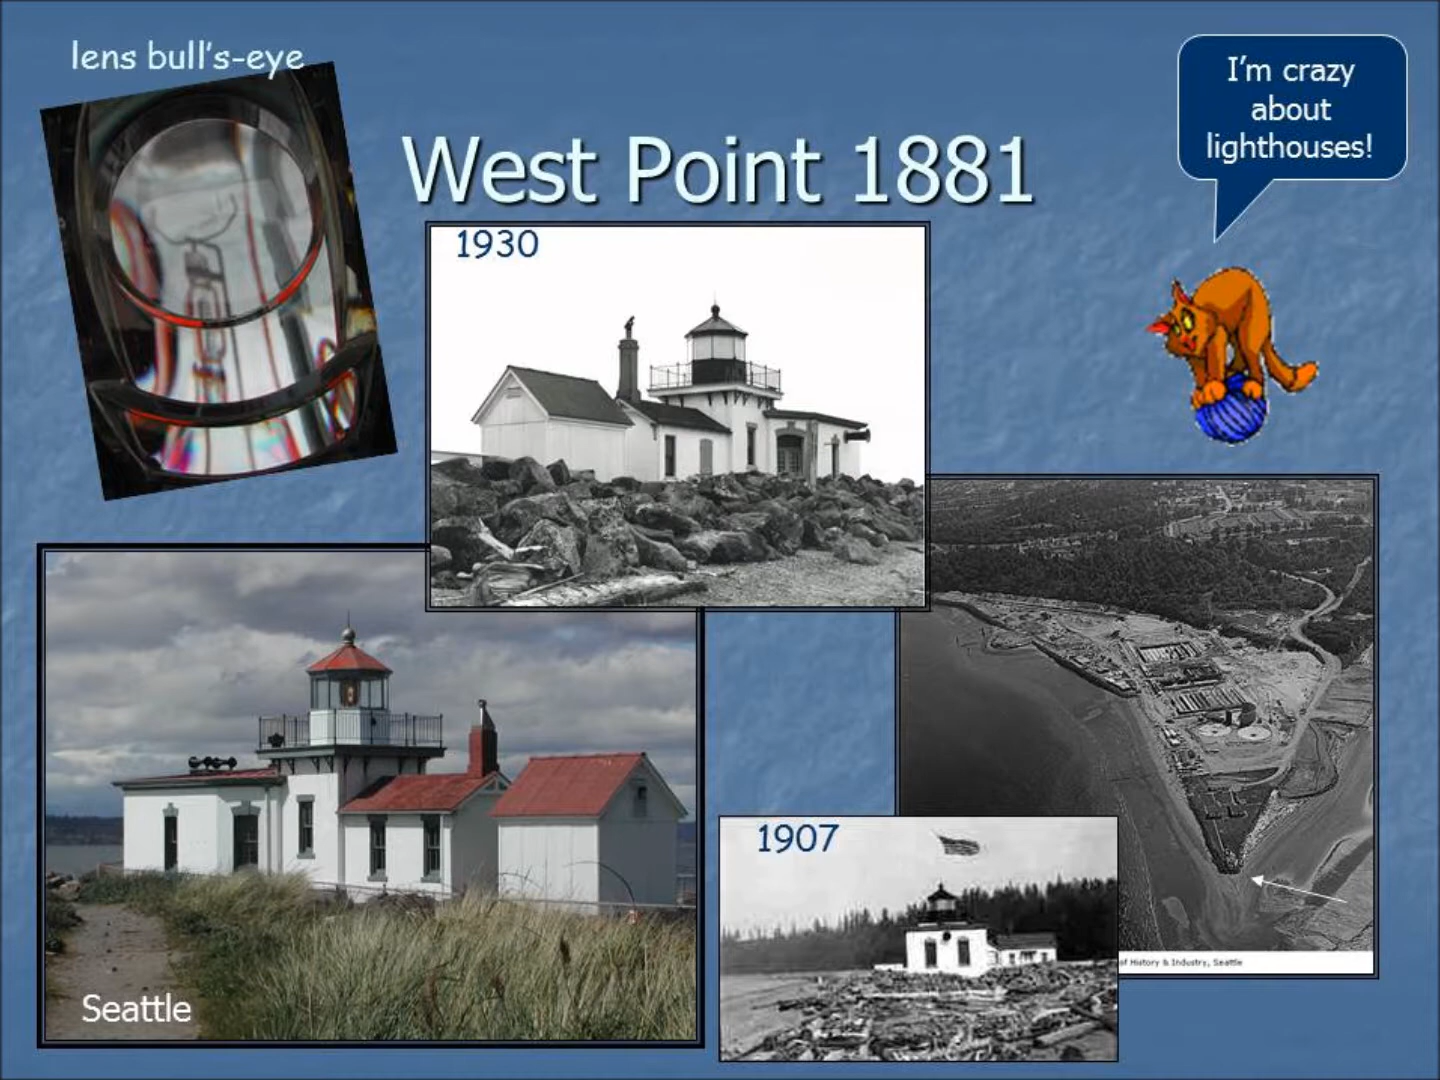 lens bull's-eye
I'm crazy
about
lighthouses!
West Point 1881
1930
1907
of History & Industry, Seattle
Seattle